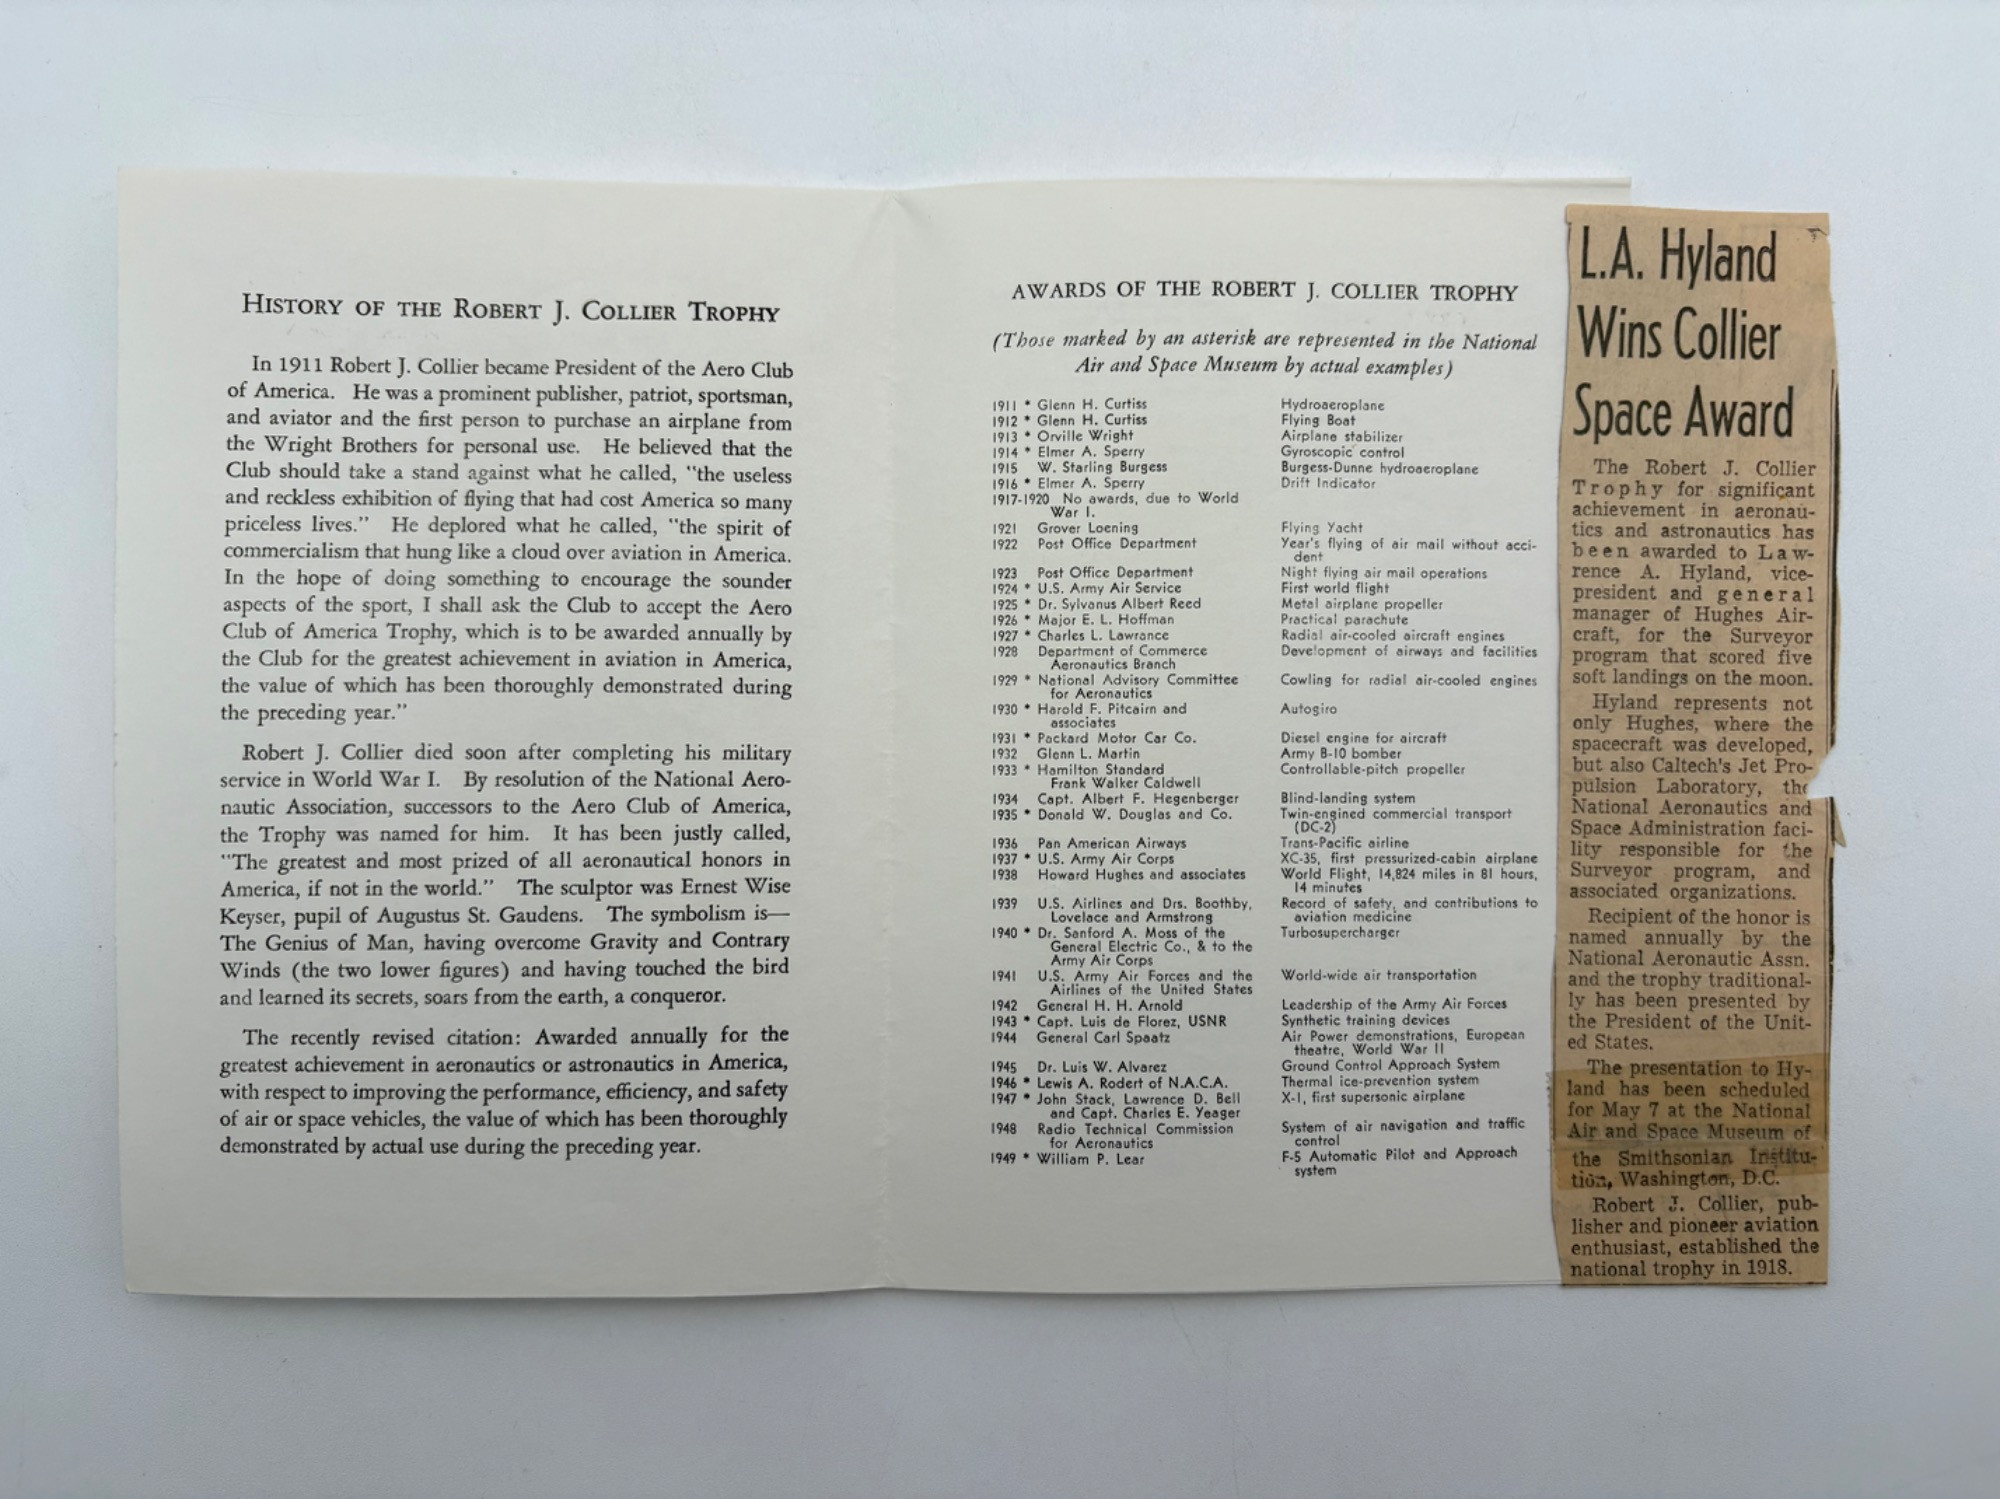 HISTORY OF THE ROBERT J. COLLIER TROPHY
In 1911 Robert J. Collier became President of the Aero Club
of America. He was a prominent publisher, patriot, sportsman,
and aviator and the first person to purchase an airplane from
the Wright Brothers for personal use. He believed that the
Club should take a stand against what he called, "the useless
and reckless exhibition of flying that had cost America so many
priceless lives." He deplored what he called, "the spirit of
commercialism that hung like a cloud over aviation in America.
In the hope of doing something to encourage the sounder
aspects of the sport, I shall ask the Club to accept the Aero
Club of America Trophy, which is to be awarded annually by
the Club for the greatest achievement in aviation in America,
the value of which has been thoroughly demonstrated during
the preceding year."
Robert J. Collier died soon after completing his military
service in World War I. By resolution of the National Aero-
nautic Association, successors to the Aero Club of America,
the Trophy was named for him. It has been justly called,
"The greatest and most prized of all aeronautical honors in
America, if not in the world." The sculptor was Ernest Wise
Keyser, pupil of Augustus St. Gaudens. The symbolism is—
The Genius of Man, having overcome Gravity and Contrary
Winds (the two lower figures) and having touched the bird
and learned its secrets, soars from the earth, a conqueror.
The recently revised citation: Awarded annually for the
greatest achievement in aeronautics or astronautics in America,
with respect to improving the performance, efficiency, and safety
of air or space vehicles, the value of which has been thoroughly
demonstrated by actual use during the preceding year.
AWARDS OF THE ROBERT J. COLLIER TROPHY
(Those marked by an asterisk are represented in the National
Air and Space Museum by actual examples)
1911 * Glenn H. Curtiss Hydroaeroplane
1912 * Glenn H. Curtiss Flying Boat
1913 * Orville Wright Airplane stabilizer
1914 * Elmer A. Sperry Gyroscopic control
1915 W. Starling Burgess Burgess-Dunne hydroaeroplane
1916 * Elmer A. Sperry Drift Indicator
1917-1920 No awards, due to World
War I.
1921 Grover Loening Flying Yacht
1922 Post Office Department Year's flying of air mail without acci-
dent
1923 Post Office Department Night flying air mail operations
1924 * U.S. Army Air Service First world flight
1925 * Dr. Sylvanus Albert Reed Metal airplane propeller
1926 * Major E. L. Hoffman Practical parachute
1927 * Charles L. Lawrance Radial air-cooled aircraft engines
1928 Department of Commerce Development of airways and facilities
Aeronautics Branch
1929 * National Advisory Committee Cowling for radial air-cooled engines
for Aeronautics
1930 * Harold F. Pitcairn and Autogiro
associates
1931 * Packard Motor Car Co. Diesel engine for aircraft
1932 Glenn L. Martin Army B-10 bomber
1933 * Hamilton Standard Controllable-pitch propeller
Frank Walker Caldwell
1934 Capt. Albert F. Hegenberger Blind-landing system
1935 * Donald W. Douglas and Co. Twin-engined commercial transport
(DC-2)
1936 Pan American Airways Trans-Pacific airline
1937 * U.S. Army Air Corps XC-35, first pressurized-cabin airplane
1938 Howard Hughes and associates World Flight, 14,824 miles in 81 hours,
14 minutes
1939 U.S. Airlines and Drs. Boothby, Record of safety, and contributions to
Lovelace and Armstrong aviation medicine
1940 * Dr. Sanford A. Moss of the Turbosupercharger
General Electric Co., & to the
Army Air Corps
1941 U.S. Army Air Forces and the World-wide air transportation
Airlines of the United States
1942 General H. H. Arnold Leadership of the Army Air Forces
1943 * Capt. Luis de Florez, USNR Synthetic training devices
1944 General Carl Spaatz Air Power demonstrations, European
theatre, World War II
1945 Dr. Luis W. Alvarez Ground Control Approach System
1946 * Lewis A. Rodert of N.A.C.A. Thermal ice-prevention system
1947 * John Stack, Lawrence D. Bell X-1, first supersonic airplane
and Capt. Charles E. Yeager
1948 Radio Technical Commission System of air navigation and traffic
for Aeronautics control
1949 * William P. Lear F-5 Automatic Pilot and Approach
system
L.A. Hyland
Wins Collier
Space Award
The Robert J. Collier
Trophy for significant
achievement in aeronau-
tics and astronautics has
been awarded to Law-
rence A. Hyland, vice-
president and general
manager of Hughes Air-
craft, for the Surveyor
program that scored five
soft landings on the moon.
Hyland represents not
only Hughes, where the
spacecraft was developed,
but also Caltech's Jet Pro-
pulsion Laboratory, the
National Aeronautics and
Space Administration faci-
lity responsible for the
Surveyor program, and
associated organizations.
Recipient of the honor is
named annually by the
National Aeronautic Assn.
and the trophy traditional-
ly has been presented by
the President of the Unit-
ed States.
The presentation to Hy-
land has been scheduled
for May 7 at the National
Air and Space Museum of
the Smithsonian Institu-
tion, Washington, D.C.
Robert J. Collier, pub-
lisher and pioneer aviation
enthusiast, established the
national trophy in 1918.